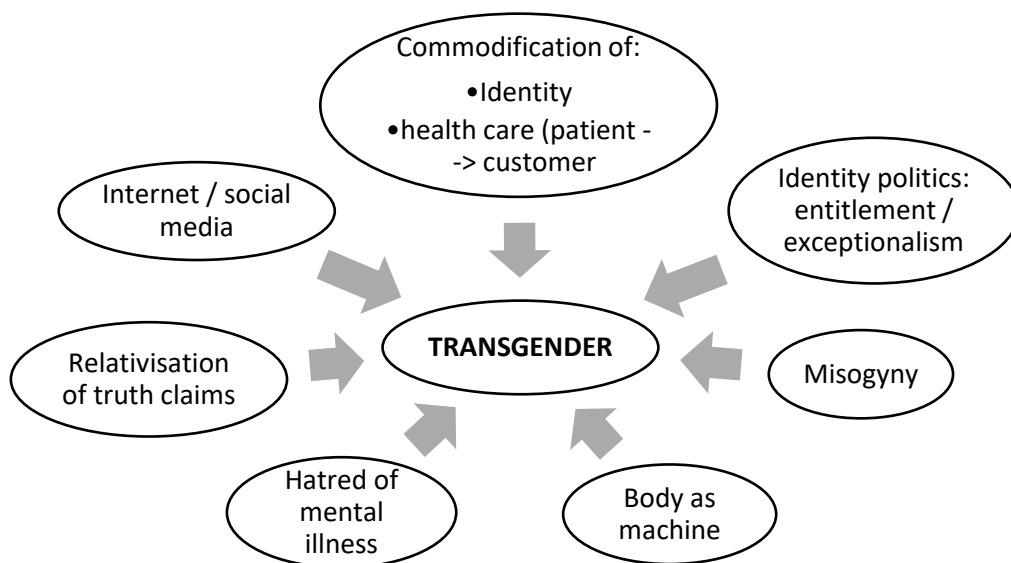 Commodification of:
•Identity
•health care (patient -
-> customer
Internet / social
media
Identity politics:
entitlement /
exceptionalism
TRANSGENDER
Relativisation
of truth claims
Misogyny
Hatred of
mental
illness
Body as
machine